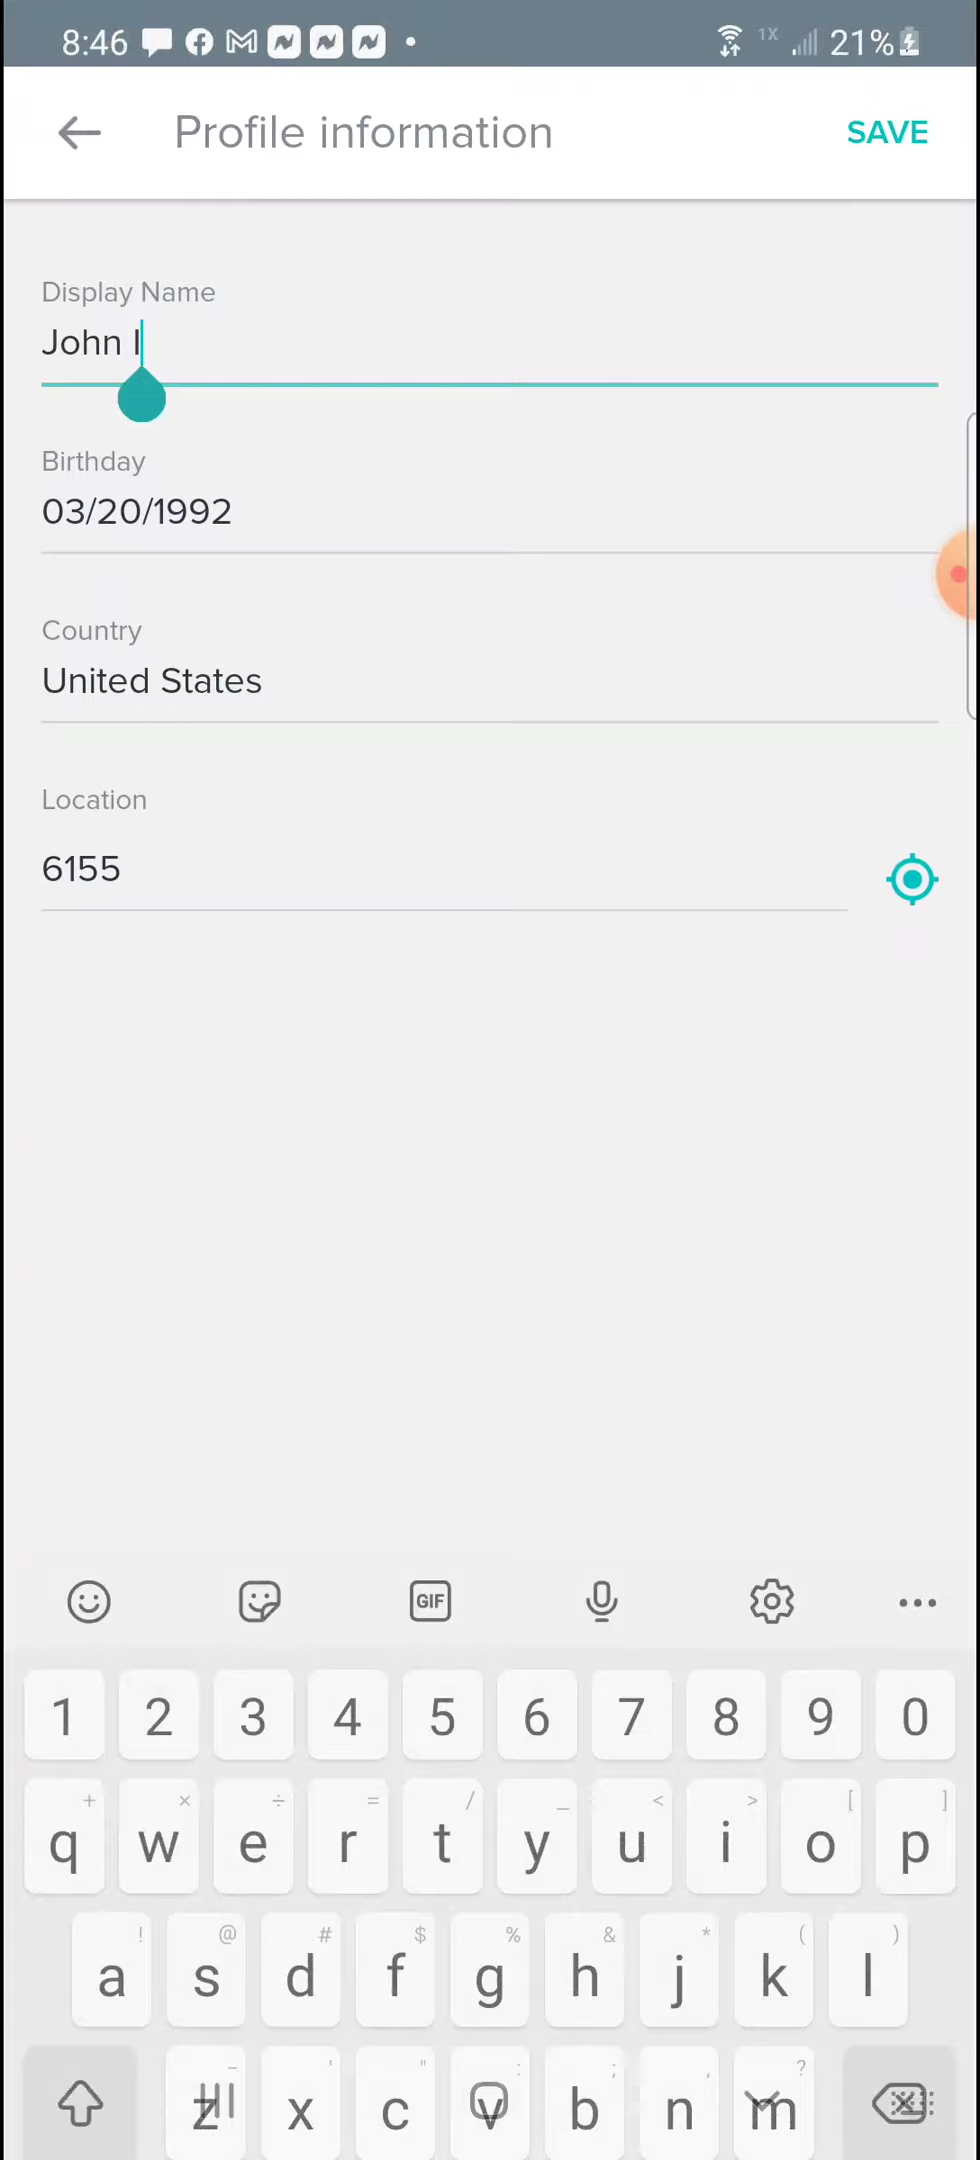 8:46 1X 21%
Profile information SAVE
Display Name
John I
Birthday
03/20/1992
Country
United States
Location
6155
GIF
1 2 3 4 5 6 7 8 9 0
+ × ÷ = / _ < > [ ]
q w e r t y u i o p
! @ # $ % & * ( )
a s d f g h j k l
- ' " : ; , ?
z x c v b n m